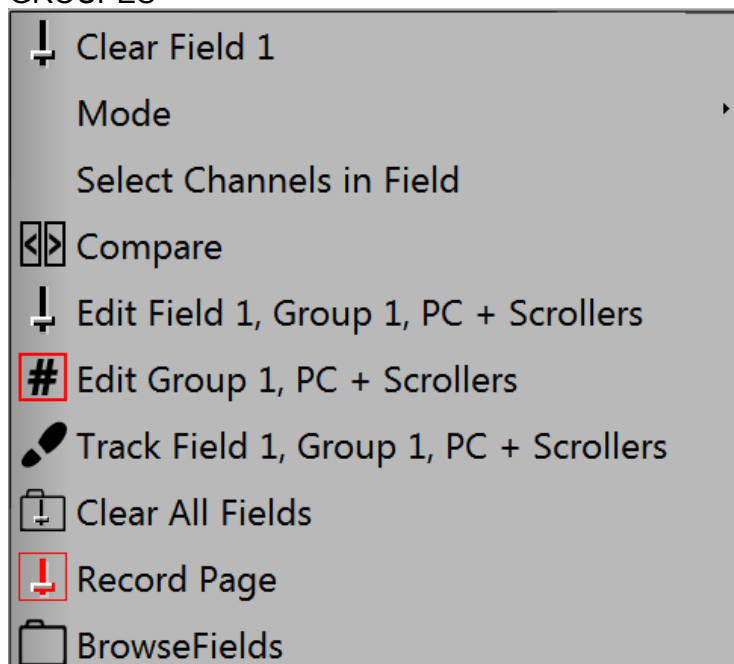 GROUPES
Clear Field 1
Mode
Select Channels in Field
Compare
Edit Field 1, Group 1, PC + Scrollers
# Edit Group 1, PC + Scrollers
Track Field 1, Group 1, PC + Scrollers
Clear All Fields
Record Page
BrowseFields